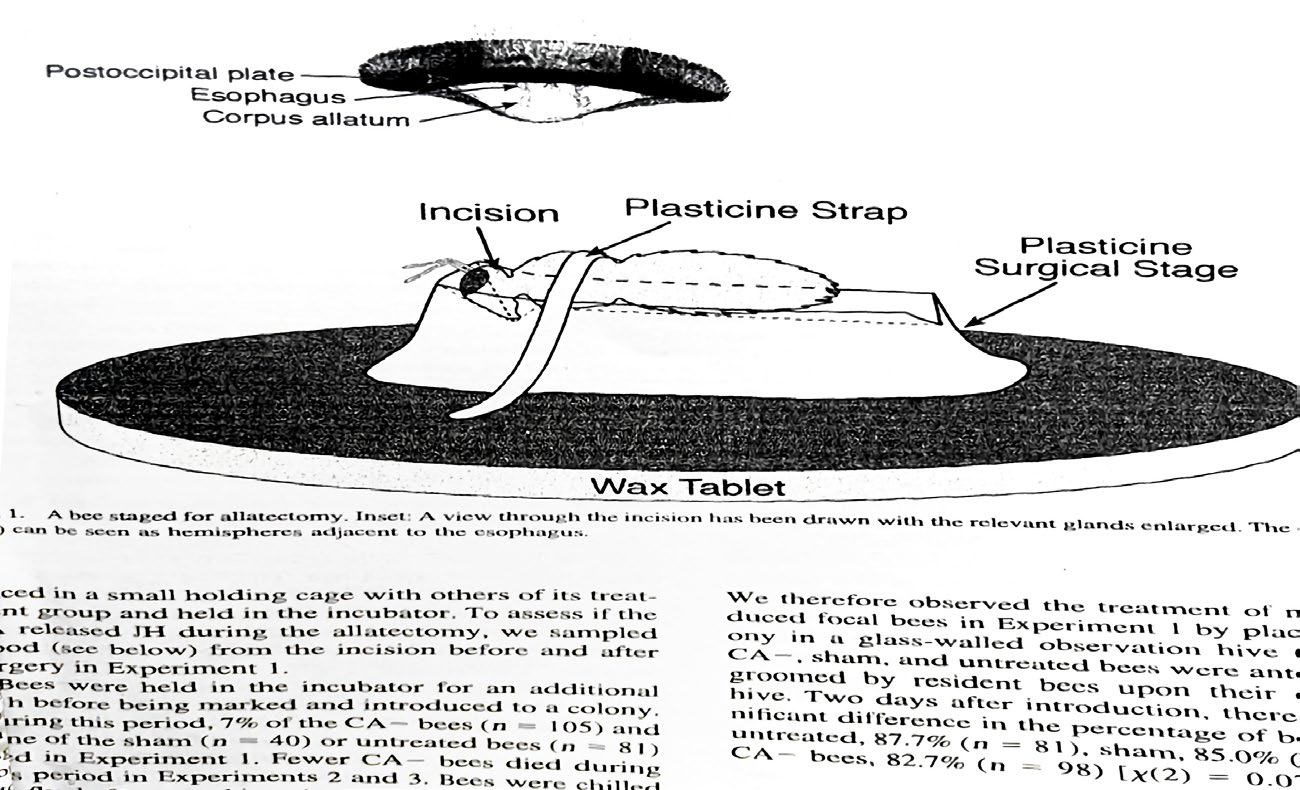 Postoccipital plate
Esophagus
Corpus allatum
Incision
Plasticine Strap
Plasticine
Surgical Stage
Wax Tablet
1. A bee staged for allatectomy. Inset: A view through the incision has been drawn with the relevant glands enlarged. The
) can be seen as hemispheres adjacent to the esophagus.
ced in a small holding cage with others of its treat-
nt group and held in the incubator. To assess if the
released JH during the allatectomy, we sampled
ood (see below) from the incision before and after
rgery in Experiment 1.
Bees were held in the incubator for an additional
h before being marked and introduced to a colony.
uring this period, 7% of the CA− bees (n = 105) and
ne of the sham (n = 40) or untreated bees (n = 81)
ed in Experiment 1. Fewer CA− bees died during
period in Experiments 2 and 3. Bees were chilled
We therefore observed the treatment of
duced focal bees in Experiment 1 by plac
ony in a glass-walled observation hive
CA−, sham, and untreated bees were ante
groomed by resident bees upon their
hive. Two days after introduction, there
nificant difference in the percentage of b
untreated, 87.7% (n = 81), sham, 85.0% (
CA− bees, 82.7% (n = 98) [χ(2) = 0.0